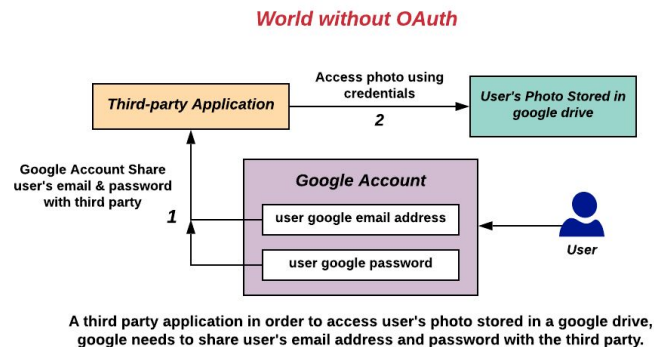 World without OAuth
Access photo using
credentials
Third-party Application
2
User's Photo Stored in
google drive
Google Account Share
user's email & password
with third party
1
Google Account
user google email address
user google password
User
A third party application in order to access user's photo stored in a google drive,
google needs to share user's email address and password with the third party.